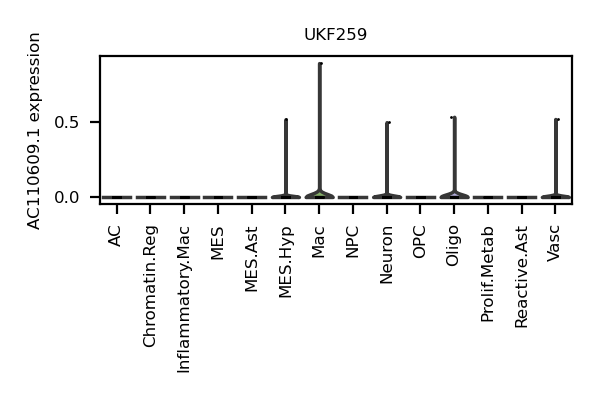 UKF259
AC110609.1 expression
0.5
0.0
AC
Chromatin.Reg
Inflammatory.Mac
MES
MES.Ast
MES.Hyp
Mac
NPC
Neuron
OPC
Oligo
Prolif.Metab
Reactive.Ast
Vasc